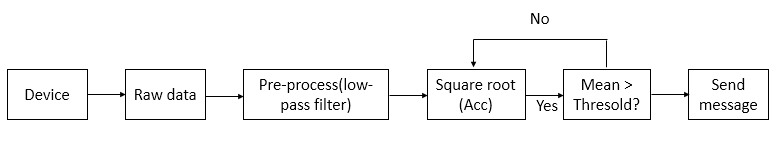 No
Device
Raw data
Pre-process(low-
pass filter)
Square root
(Acc)
Yes
Mean >
Thresold?
Send
message